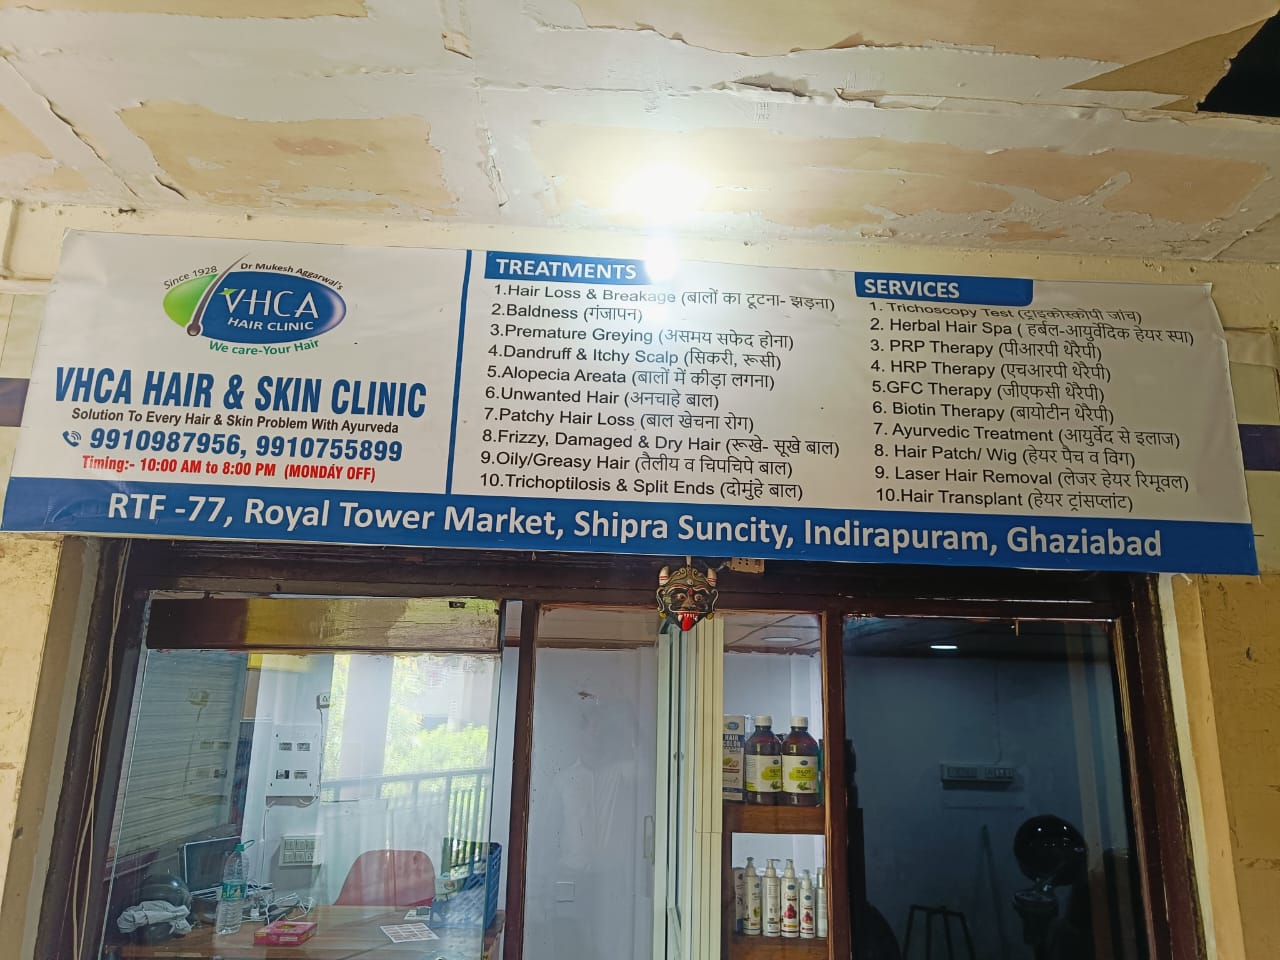 Since 1928 Dr Mukesh Aggarwal's
VHCA
HAIR CLINIC
We care-Your Hair
VHCA HAIR & SKIN CLINIC
Solution To Every Hair & Skin Problem With Ayurveda
9910987956, 9910755899
Timing:- 10:00 AM to 8:00 PM (MONDAY OFF)
TREATMENTS
1.Hair Loss & Breakage (बालों का टूटना- झड़ना)
2.Baldness (गंजापन)
3.Premature Greying (असमय सफेद होना)
4.Dandruff & Itchy Scalp (सिकरी, रूसी)
5.Alopecia Areata (बालों में कीड़ा लगना)
6.Unwanted Hair (अनचाहे बाल)
7.Patchy Hair Loss (बाल खेचना रोग)
8.Frizzy, Damaged & Dry Hair (रूखे- सूखे बाल)
9.Oily/Greasy Hair (तैलीय व चिपचिपे बाल)
10.Trichoptilosis & Split Ends (दोमुंहे बाल)
SERVICES
1. Trichoscopy Test (ट्राइकोस्कोपी जांच)
2. Herbal Hair Spa ( हर्बल-आयुर्वेदिक हेयर स्पा)
3. PRP Therapy (पीआरपी थेरैपी)
4. HRP Therapy (एचआरपी थेरैपी)
5.GFC Therapy (जीएफसी थेरैपी)
6. Biotin Therapy (बायोटीन थेरैपी)
7. Ayurvedic Treatment (आयुर्वेद से इलाज)
8. Hair Patch/ Wig (हेयर पैच व विग)
9. Laser Hair Removal (लेजर हेयर रिमूवल)
10.Hair Transplant (हेयर ट्रांसप्लांट)
RTF -77, Royal Tower Market, Shipra Suncity, Indirapuram, Ghaziabad
HAIR
COLOR